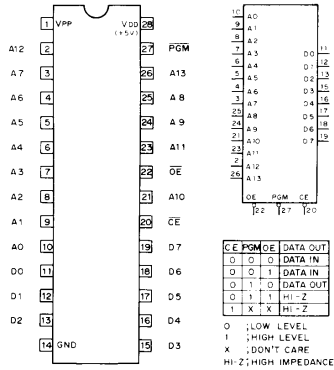 1 VPP VDD 28
(+5V)
A12 2 27 PGM
A7 3 26 A13
A6 4 25 A8
A5 5 24 A9
A4 6 23 A11
A3 7 22 OE
A2 8 21 A10
A1 9 20 CE
A0 10 19 D7
D0 11 18 D6
D1 12 17 D5
D2 13 16 D4
14 GND 15 D3
10 A0
9 A1
8 A2
7 A3 D0 11
6 A4 D1 12
5 A5 D2 13
4 A6 D3 15
3 A7 D4 16
25 A8 D5 17
24 A9 D6 18
21 A10 D7 19
23 A11
2 A12
26 A13
OE PGM CE
22 27 20
CE PGM OE DATA OUT
0 0 0 DATA IN
0 0 1 DATA IN
0 1 0 DATA OUT
0 1 1 HI-Z
1 X X HI-Z
0 ;LOW LEVEL
1 ;HIGH LEVEL
X ;DON'T CARE
HI-Z;HIGH IMPEDANCE